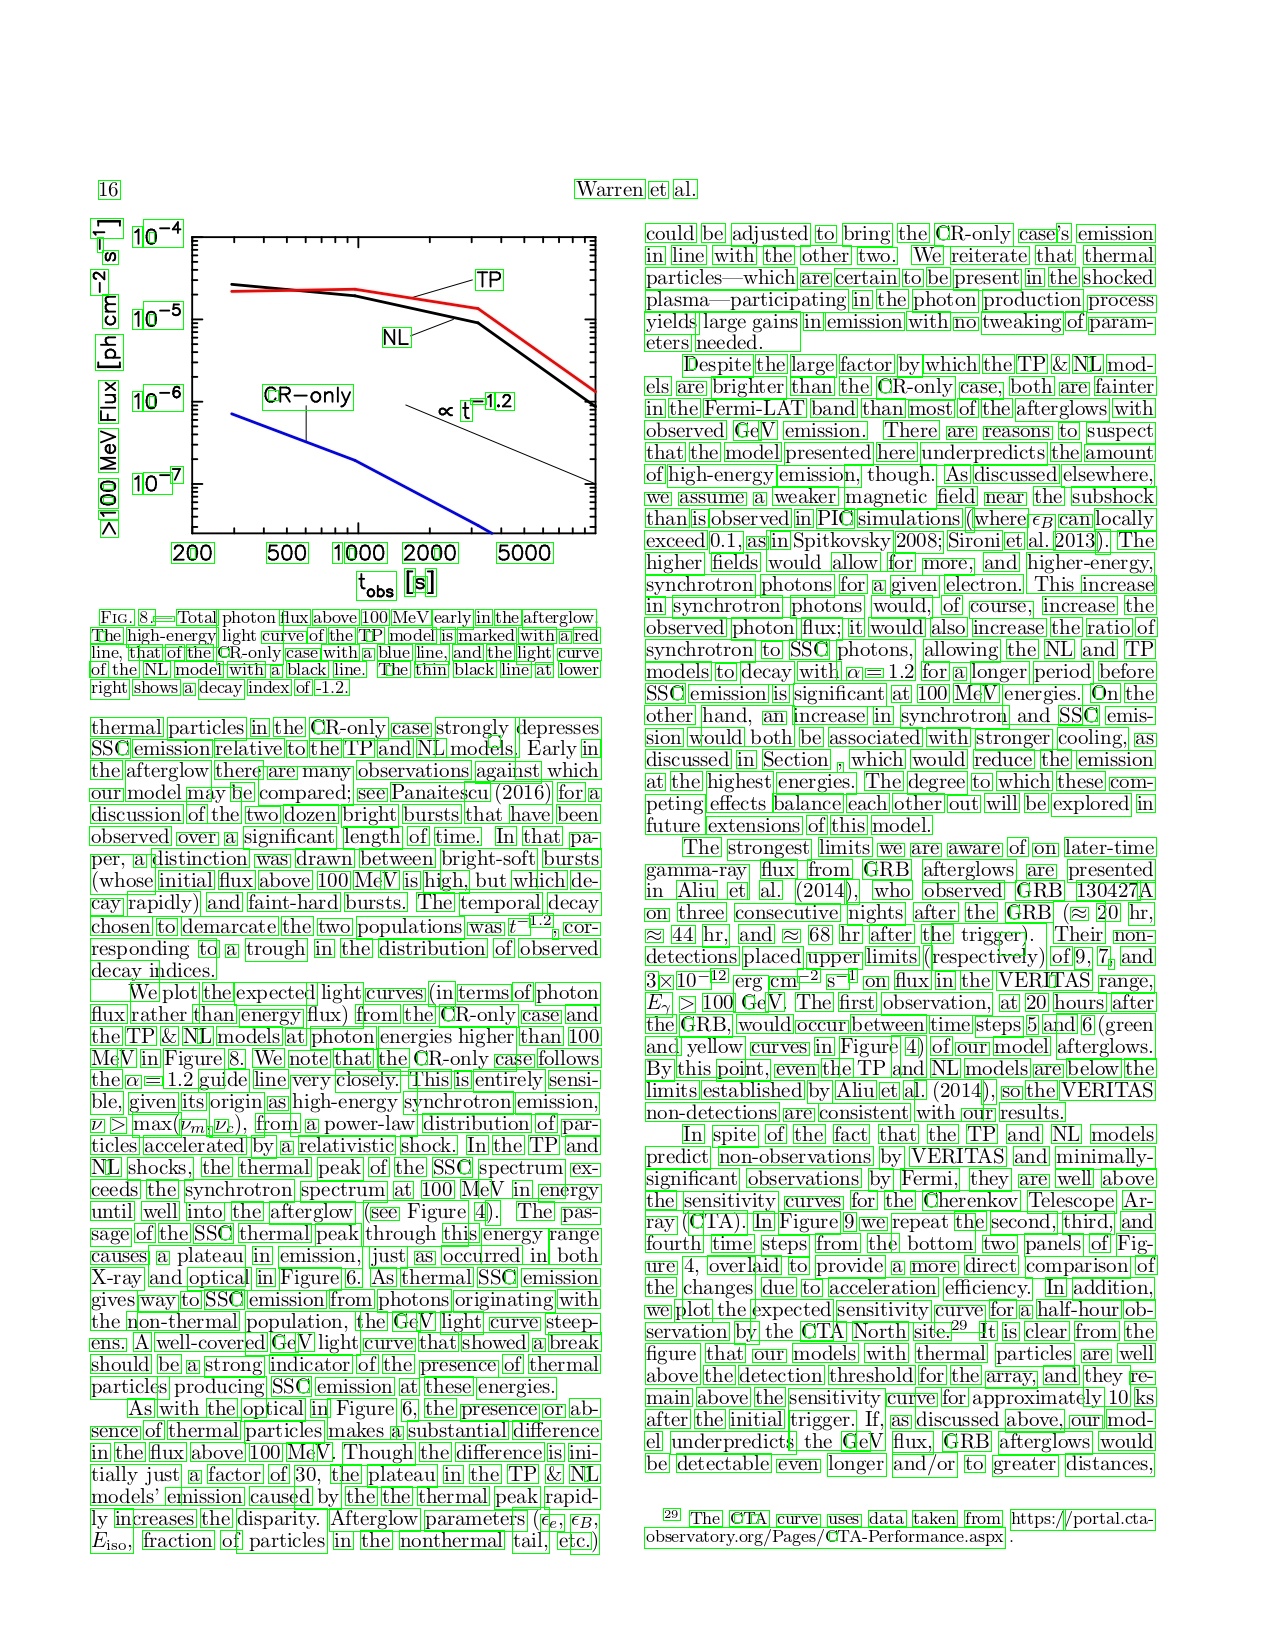 16
Warren et al.
>100 MeV Flux [ph cm−2 s−1]
10−4
10−5
10−6
10−7
TP
NL
CR−only
∝ t−1.2
200 500 1000 2000 5000
tobs [s]
Fig. 8.— Total photon flux above 100 MeV early in the afterglow.
The high-energy light curve of the TP model is marked with a red
line, that of the CR-only case with a blue line, and the light curve
of the NL model with a black line. The thin black line at lower
right shows a decay index of -1.2.
thermal particles in the CR-only case strongly depresses
SSC emission relative to the TP and NL models. Early in
the afterglow there are many observations against which
our model may be compared; see Panaitescu (2016) for a
discussion of the two dozen bright bursts that have been
observed over a significant length of time. In that pa-
per, a distinction was drawn between bright-soft bursts
(whose initial flux above 100 MeV is high, but which de-
cay rapidly) and faint-hard bursts. The temporal decay
chosen to demarcate the two populations was t−1.2, cor-
responding to a trough in the distribution of observed
decay indices.
We plot the expected light curves (in terms of photon
flux rather than energy flux) from the CR-only case and
the TP & NL models at photon energies higher than 100
MeV in Figure 8. We note that the CR-only case follows
the α = 1.2 guide line very closely. This is entirely sensi-
ble, given its origin as high-energy synchrotron emission,
ν > max(νm, νc), from a power-law distribution of par-
ticles accelerated by a relativistic shock. In the TP and
NL shocks, the thermal peak of the SSC spectrum ex-
ceeds the synchrotron spectrum at 100 MeV in energy
until well into the afterglow (see Figure 4). The pas-
sage of the SSC thermal peak through this energy range
causes a plateau in emission, just as occurred in both
X-ray and optical in Figure 6. As thermal SSC emission
gives way to SSC emission from photons originating with
the non-thermal population, the GeV light curve steep-
ens. A well-covered GeV light curve that showed a break
should be a strong indicator of the presence of thermal
particles producing SSC emission at these energies.
As with the optical in Figure 6, the presence or ab-
sence of thermal particles makes a substantial difference
in the flux above 100 MeV. Though the difference is ini-
tially just a factor of 30, the plateau in the TP & NL
models' emission caused by the the thermal peak rapid-
ly increases the disparity. Afterglow parameters (ϵe, ϵB,
Eiso, fraction of particles in the nonthermal tail, etc.)
could be adjusted to bring the CR-only case's emission
in line with the other two. We reiterate that thermal
particles—which are certain to be present in the shocked
plasma—participating in the photon production process
yields large gains in emission with no tweaking of param-
eters needed.
Despite the large factor by which the TP & NL mod-
els are brighter than the CR-only case, both are fainter
in the Fermi-LAT band than most of the afterglows with
observed GeV emission. There are reasons to suspect
that the model presented here underpredicts the amount
of high-energy emission, though. As discussed elsewhere,
we assume a weaker magnetic field near the subshock
than is observed in PIC simulations (where ϵB can locally
exceed 0.1, as in Spitkovsky 2008; Sironi et al. 2013). The
higher fields would allow for more, and higher-energy,
synchrotron photons for a given electron. This increase
in synchrotron photons would, of course, increase the
observed photon flux; it would also increase the ratio of
synchrotron to SSC photons, allowing the NL and TP
models to decay with α = 1.2 for a longer period before
SSC emission is significant at 100 MeV energies. On the
other hand, an increase in synchrotron and SSC emis-
sion would both be associated with stronger cooling, as
discussed in Section , which would reduce the emission
at the highest energies. The degree to which these com-
peting effects balance each other out will be explored in
future extensions of this model.
The strongest limits we are aware of on later-time
gamma-ray flux from GRB afterglows are presented
in Aliu et al. (2014), who observed GRB 130427A
on three consecutive nights after the GRB (≈ 20 hr,
≈ 44 hr, and ≈ 68 hr after the trigger). Their non-
detections placed upper limits (respectively) of 9, 7, and
3×10−12 erg cm−2 s−1 on flux in the VERITAS range,
Eγ > 100 GeV. The first observation, at 20 hours after
the GRB, would occur between time steps 5 and 6 (green
and yellow curves in Figure 4) of our model afterglows.
By this point, even the TP and NL models are below the
limits established by Aliu et al. (2014), so the VERITAS
non-detections are consistent with our results.
In spite of the fact that the TP and NL models
predict non-observations by VERITAS and minimally-
significant observations by Fermi, they are well above
the sensitivity curves for the Cherenkov Telescope Ar-
ray (CTA). In Figure 9 we repeat the second, third, and
fourth time steps from the bottom two panels of Fig-
ure 4, overlaid to provide a more direct comparison of
the changes due to acceleration efficiency. In addition,
we plot the expected sensitivity curve for a half-hour ob-
servation by the CTA North site.29 It is clear from the
figure that our models with thermal particles are well
above the detection threshold for the array, and they re-
main above the sensitivity curve for approximately 10 ks
after the initial trigger. If, as discussed above, our mod-
el underpredicts the GeV flux, GRB afterglows would
be detectable even longer and/or to greater distances,
29 The CTA curve uses data taken from https://portal.cta-
observatory.org/Pages/CTA-Performance.aspx .